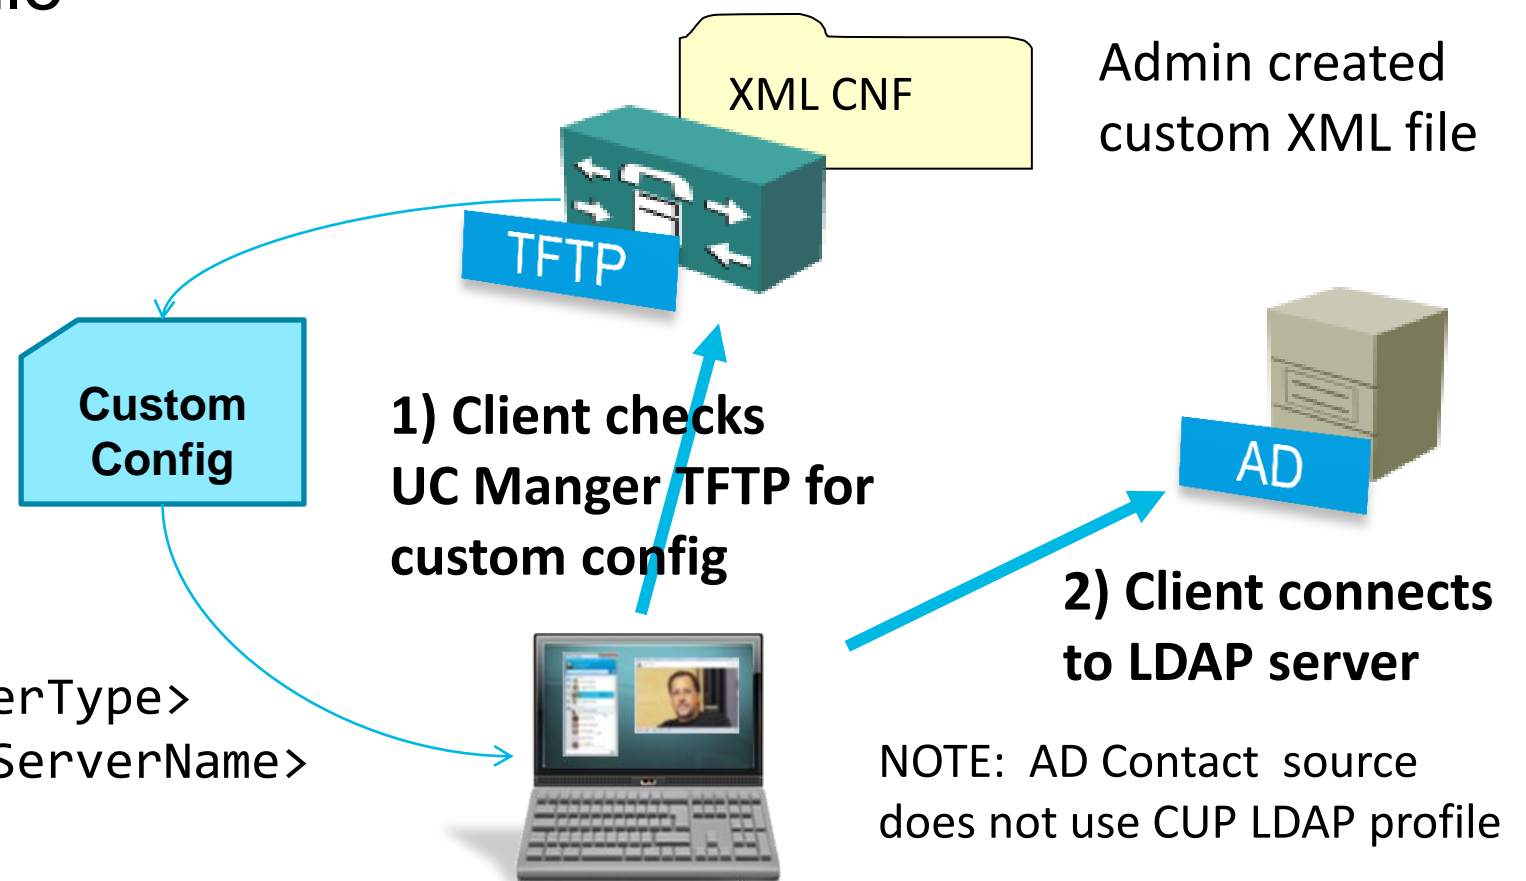 XML CNF
Admin created
custom XML file
TFTP
Custom
Config
1) Client checks
UC Manger TFTP for
custom config
AD
2) Client connects
to LDAP server
erType>
ServerName>
NOTE: AD Contact source
does not use CUP LDAP profile